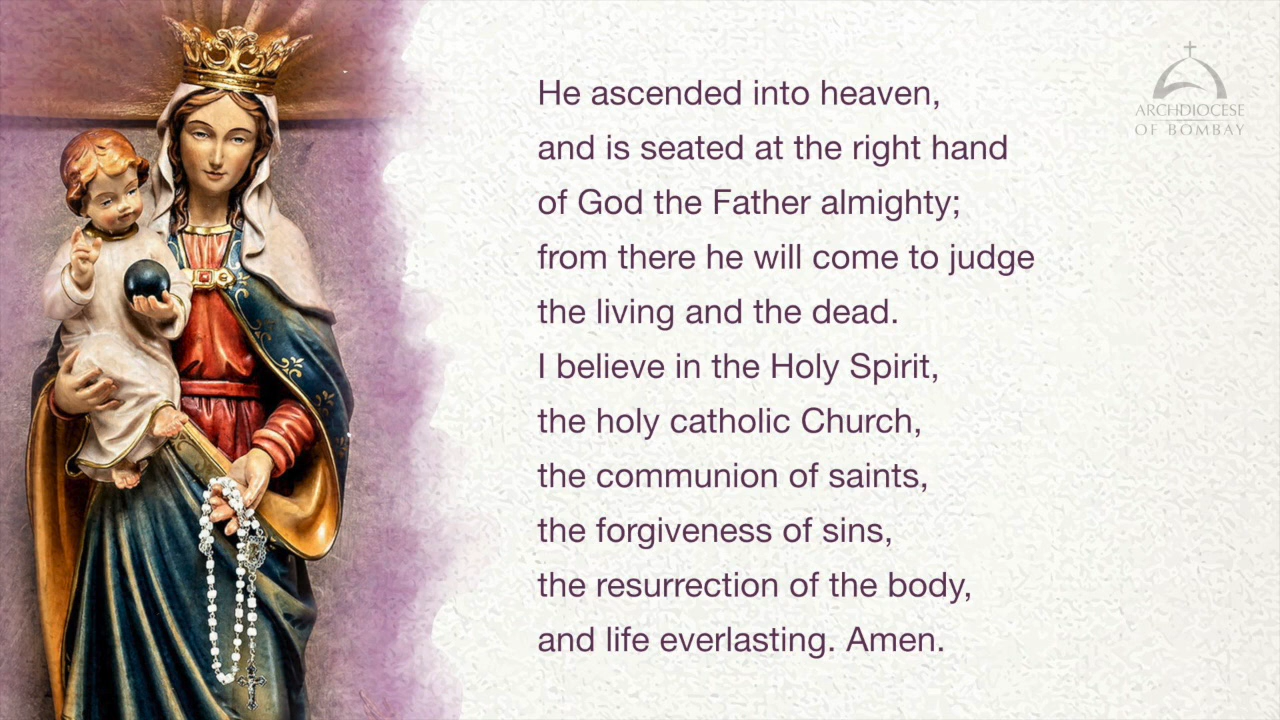 He ascended into heaven,
and is seated at the right hand
of God the Father almighty;
from there he will come to judge
the living and the dead.
I believe in the Holy Spirit,
the holy catholic Church,
the communion of saints,
the forgiveness of sins,
the resurrection of the body,
and life everlasting. Amen.
ARCHDIOCESE
OF BOMBAY